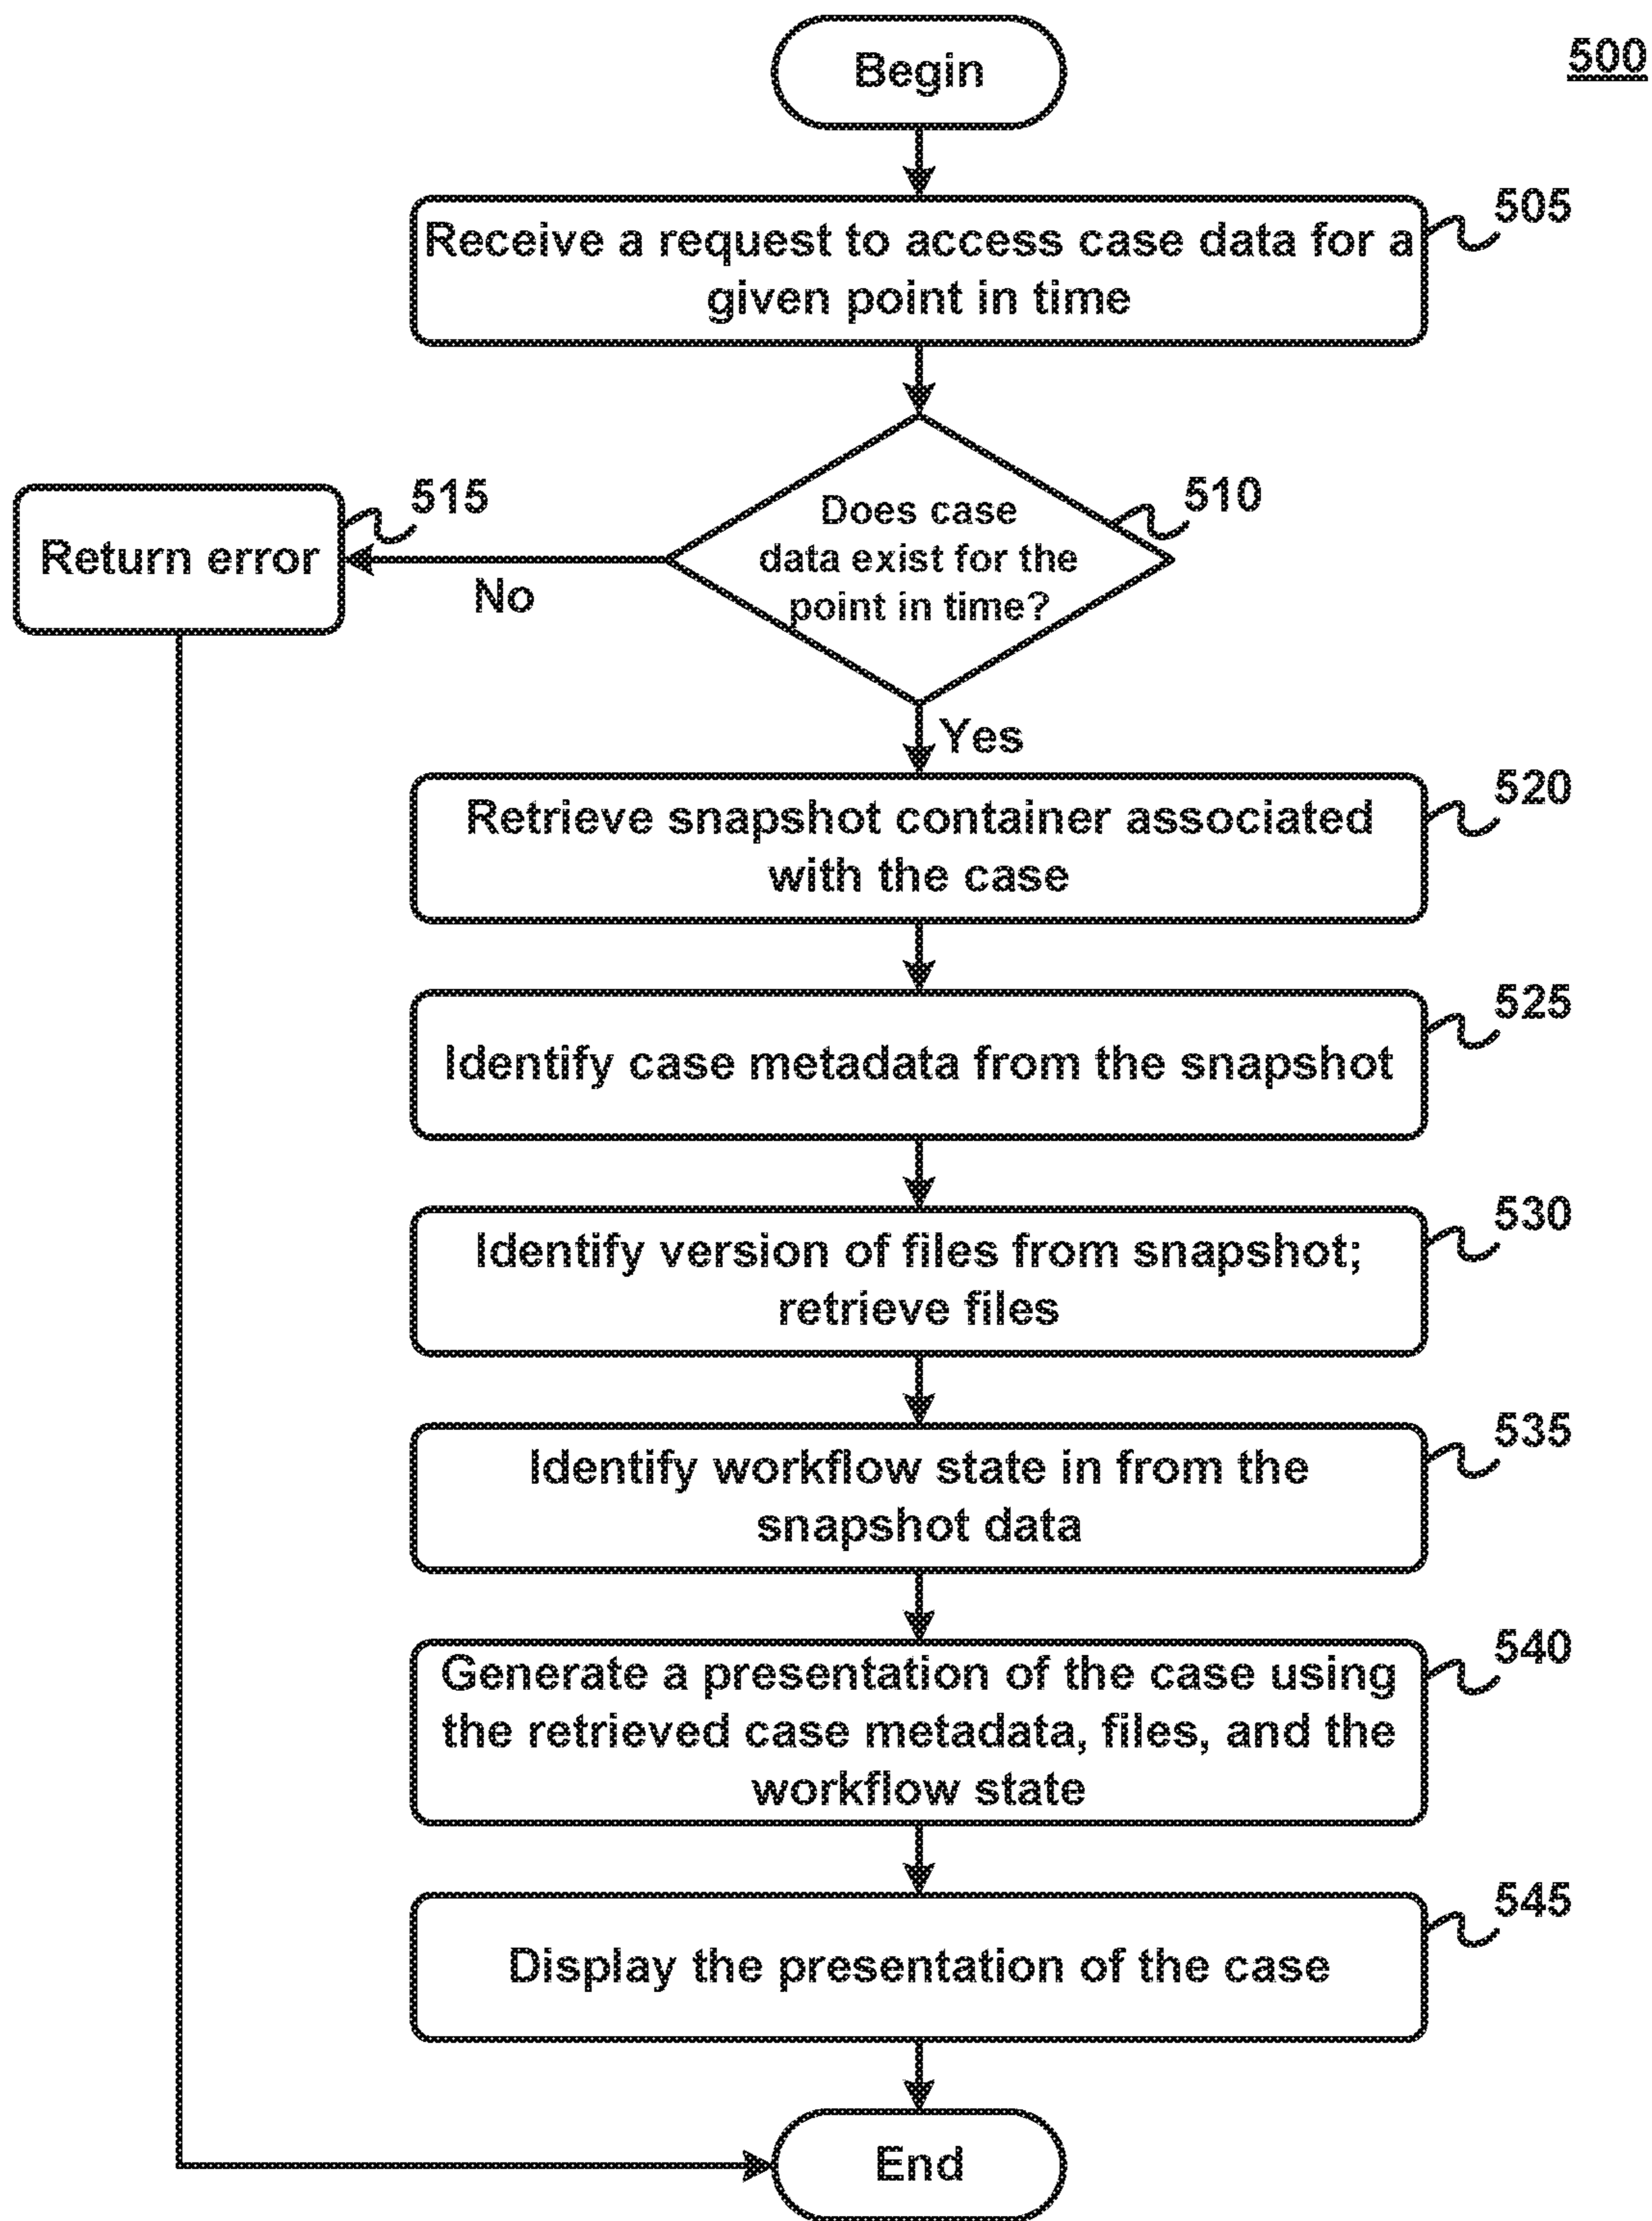 500
Begin
505
Receive a request to access case data for a
given point in time
510
Does case
data exist for the
point in time?
515
Return error
No
Yes
520
Retrieve snapshot container associated
with the case
525
Identify case metadata from the snapshot
530
Identify version of files from snapshot;
retrieve files
535
Identify workflow state in from the
snapshot data
540
Generate a presentation of the case using
the retrieved case metadata, files, and the
workflow state
545
Display the presentation of the case
End